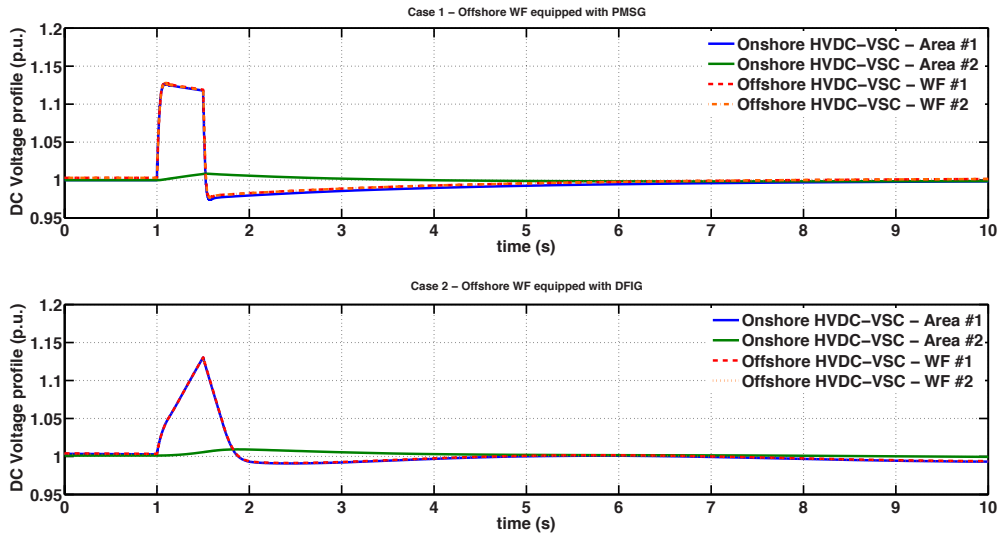 Case 1 – Offshore WF equipped with PMSG
DC Voltage profile (p.u.)
1.2
1.15
1.1
1.05
1
0.95
Onshore HVDC–VSC – Area #1
Onshore HVDC–VSC – Area #2
Offshore HVDC–VSC – WF #1
Offshore HVDC–VSC – WF #2
0 1 2 3 4 5 6 7 8 9 10
time (s)
Case 2 – Offshore WF equipped with DFIG
DC Voltage profile (p.u.)
1.2
1.15
1.1
1.05
1
0.95
Onshore HVDC–VSC – Area #1
Onshore HVDC–VSC – Area #2
Offshore HVDC–VSC – WF #1
Offshore HVDC–VSC – WF #2
0 1 2 3 4 5 6 7 8 9 10
time (s)